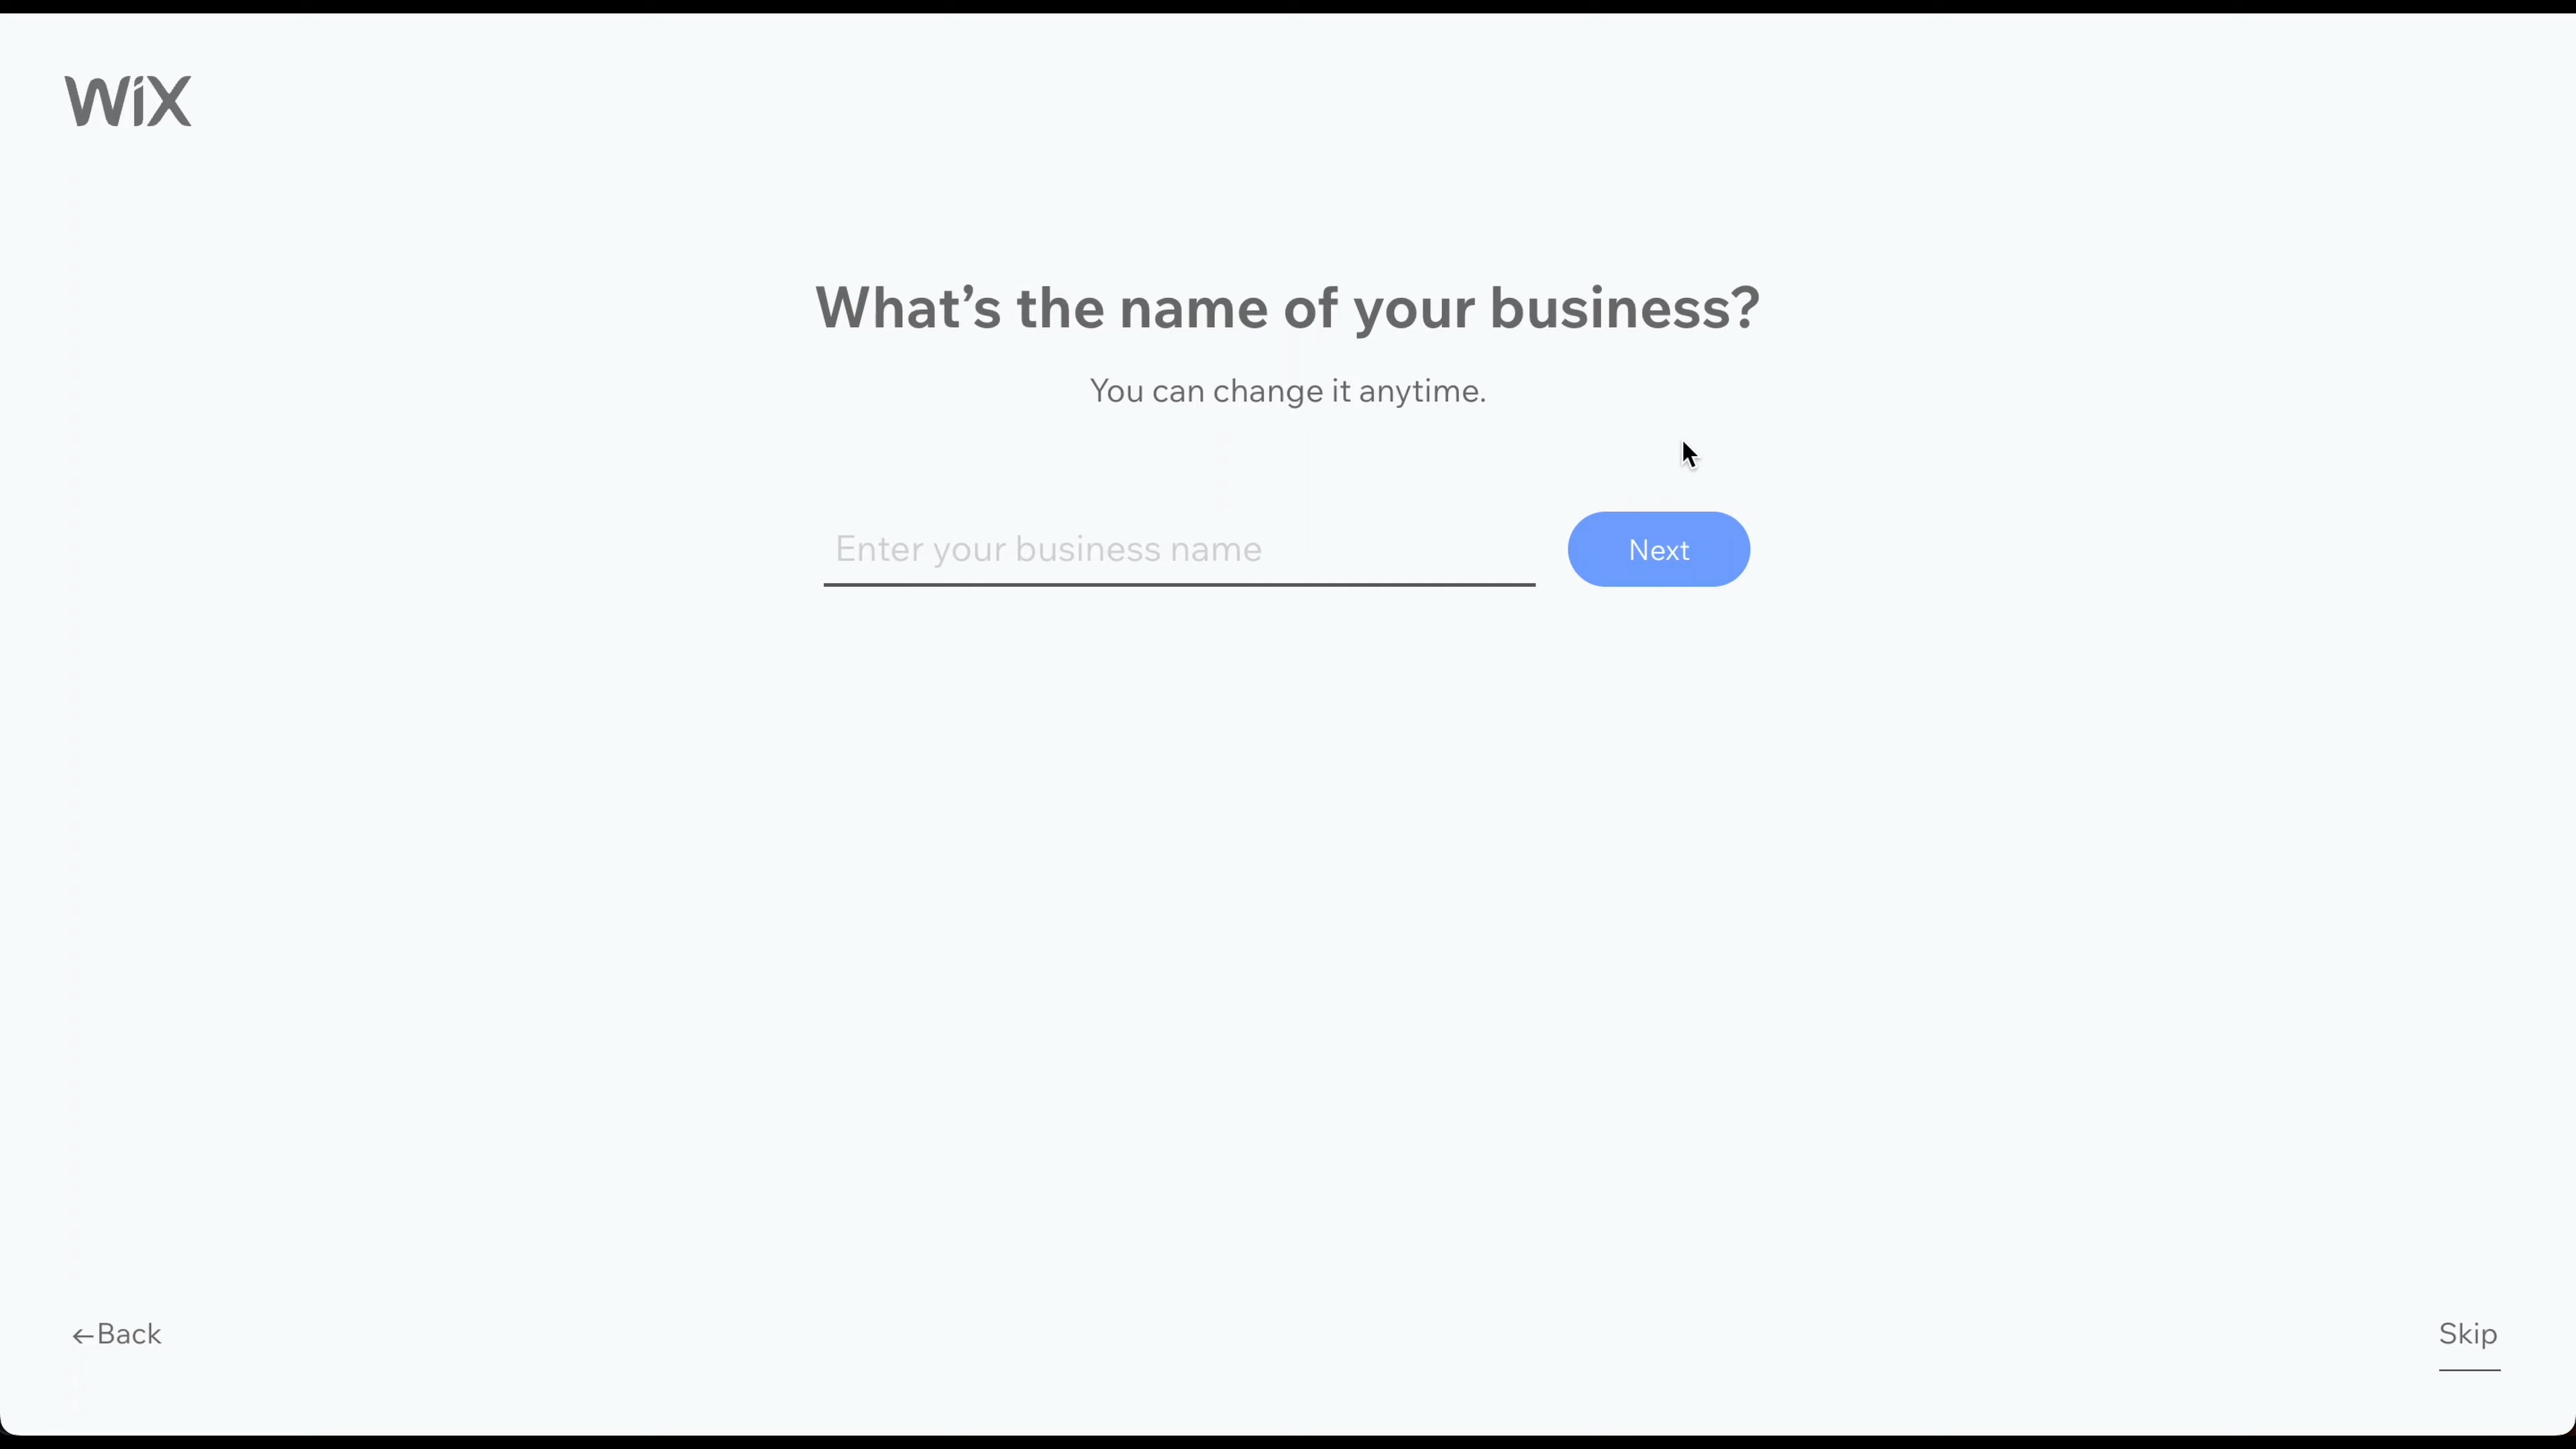 WiX
What’s the name of your business?
You can change it anytime.
Enter your business name
Next
←Back
Skip